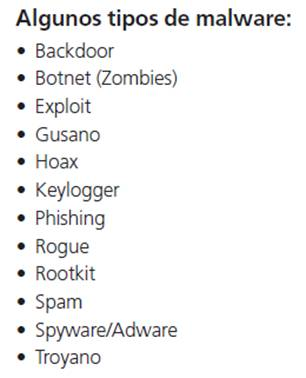 Algunos tipos de malware:
• Backdoor
• Botnet (Zombies)
• Exploit
• Gusano
• Hoax
• Keylogger
• Phishing
• Rogue
• Rootkit
• Spam
• Spyware/Adware
• Troyano